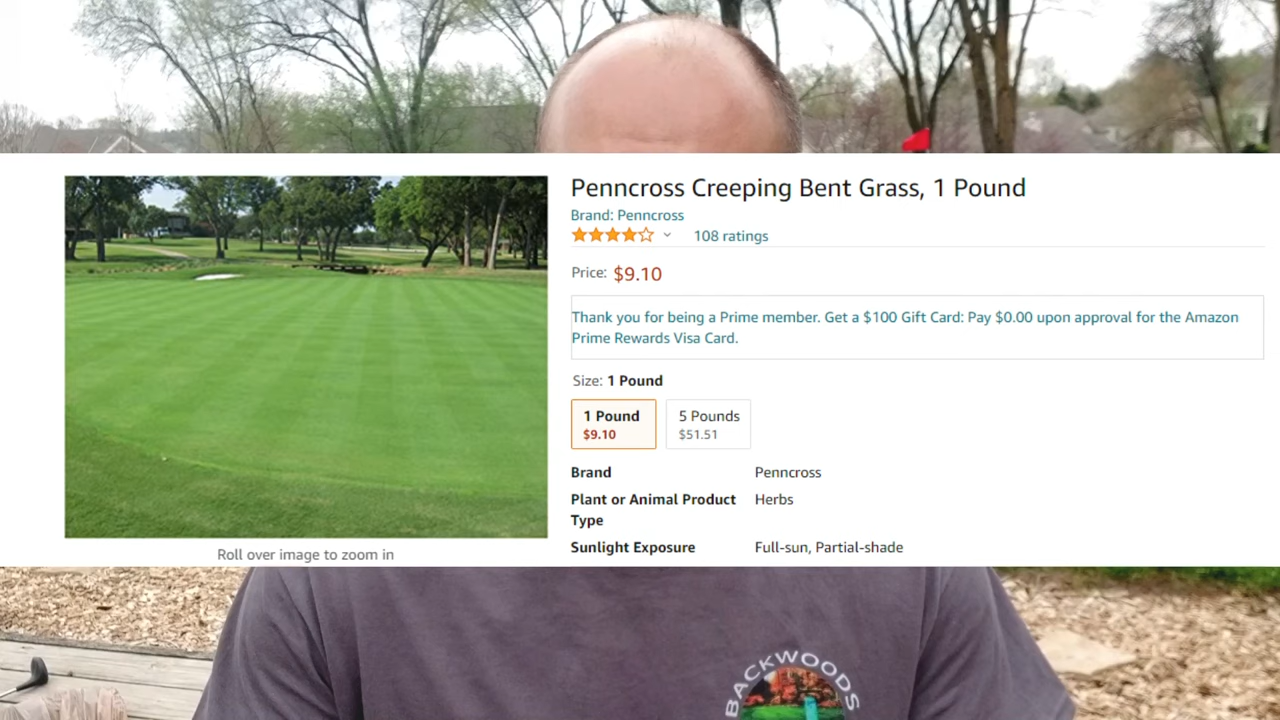 Penncross Creeping Bent Grass, 1 Pound
Brand: Penncross
108 ratings
Price: $9.10
Thank you for being a Prime member. Get a $100 Gift Card: Pay $0.00 upon approval for the Amazon
Prime Rewards Visa Card.
Size: 1 Pound
1 Pound
$9.10
5 Pounds
$51.51
Brand
Penncross
Plant or Animal Product
Type
Herbs
Sunlight Exposure
Full-sun, Partial-shade
Roll over image to zoom in
BACKWOODS